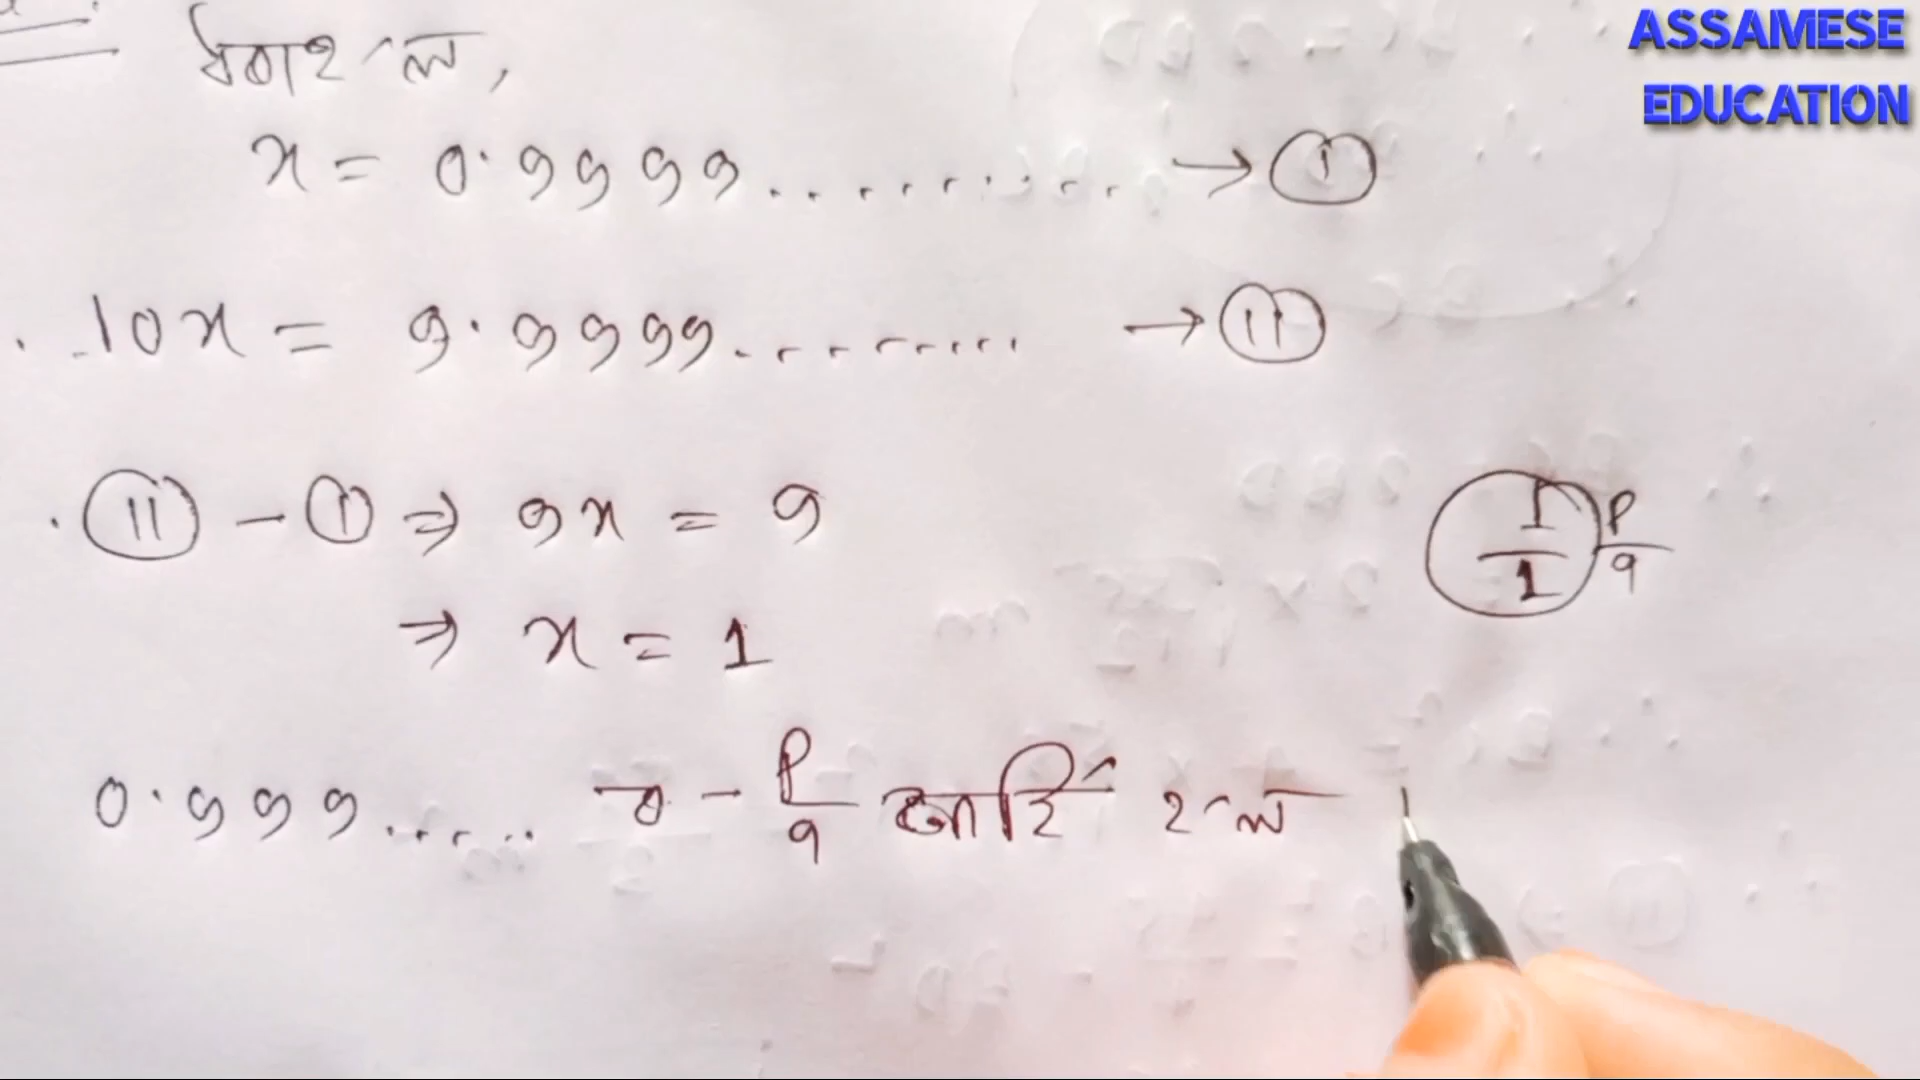 ASSAMESE
EDUCATION
ধৰাহ'ল,
x = 0.9999.......... → (I)
10x = 9.9999......... → (II)
(II) - (I) ⇒ 9x = 9
1/1 p/q
⇒ x = 1
0.999...... ৰ - p/q আৰ্হি হ'ল